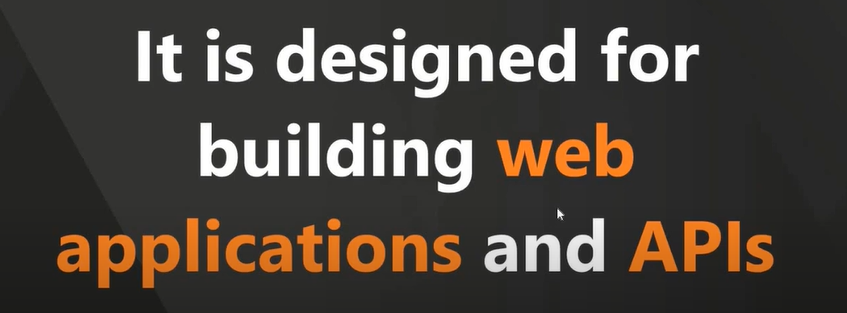 It is designed for
building web
applications and APIs